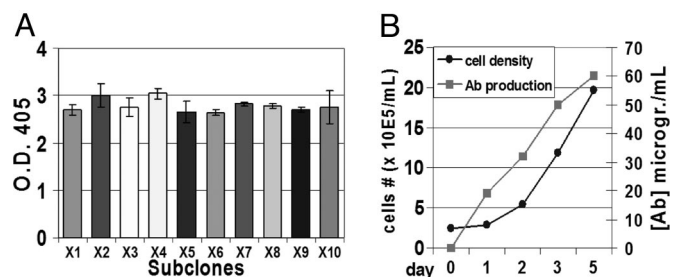 A
4
3
2
1
0
O.D. 405
X1 X2 X3 X4 X5 X6 X7 X8 X9 X10
Subclones
B
25
20
15
10
5
0
cells # (x 10E5/mL)
cell density
Ab production
70
60
50
40
30
20
10
0
[Ab] microgr./mL
day 0 1 2 3 5